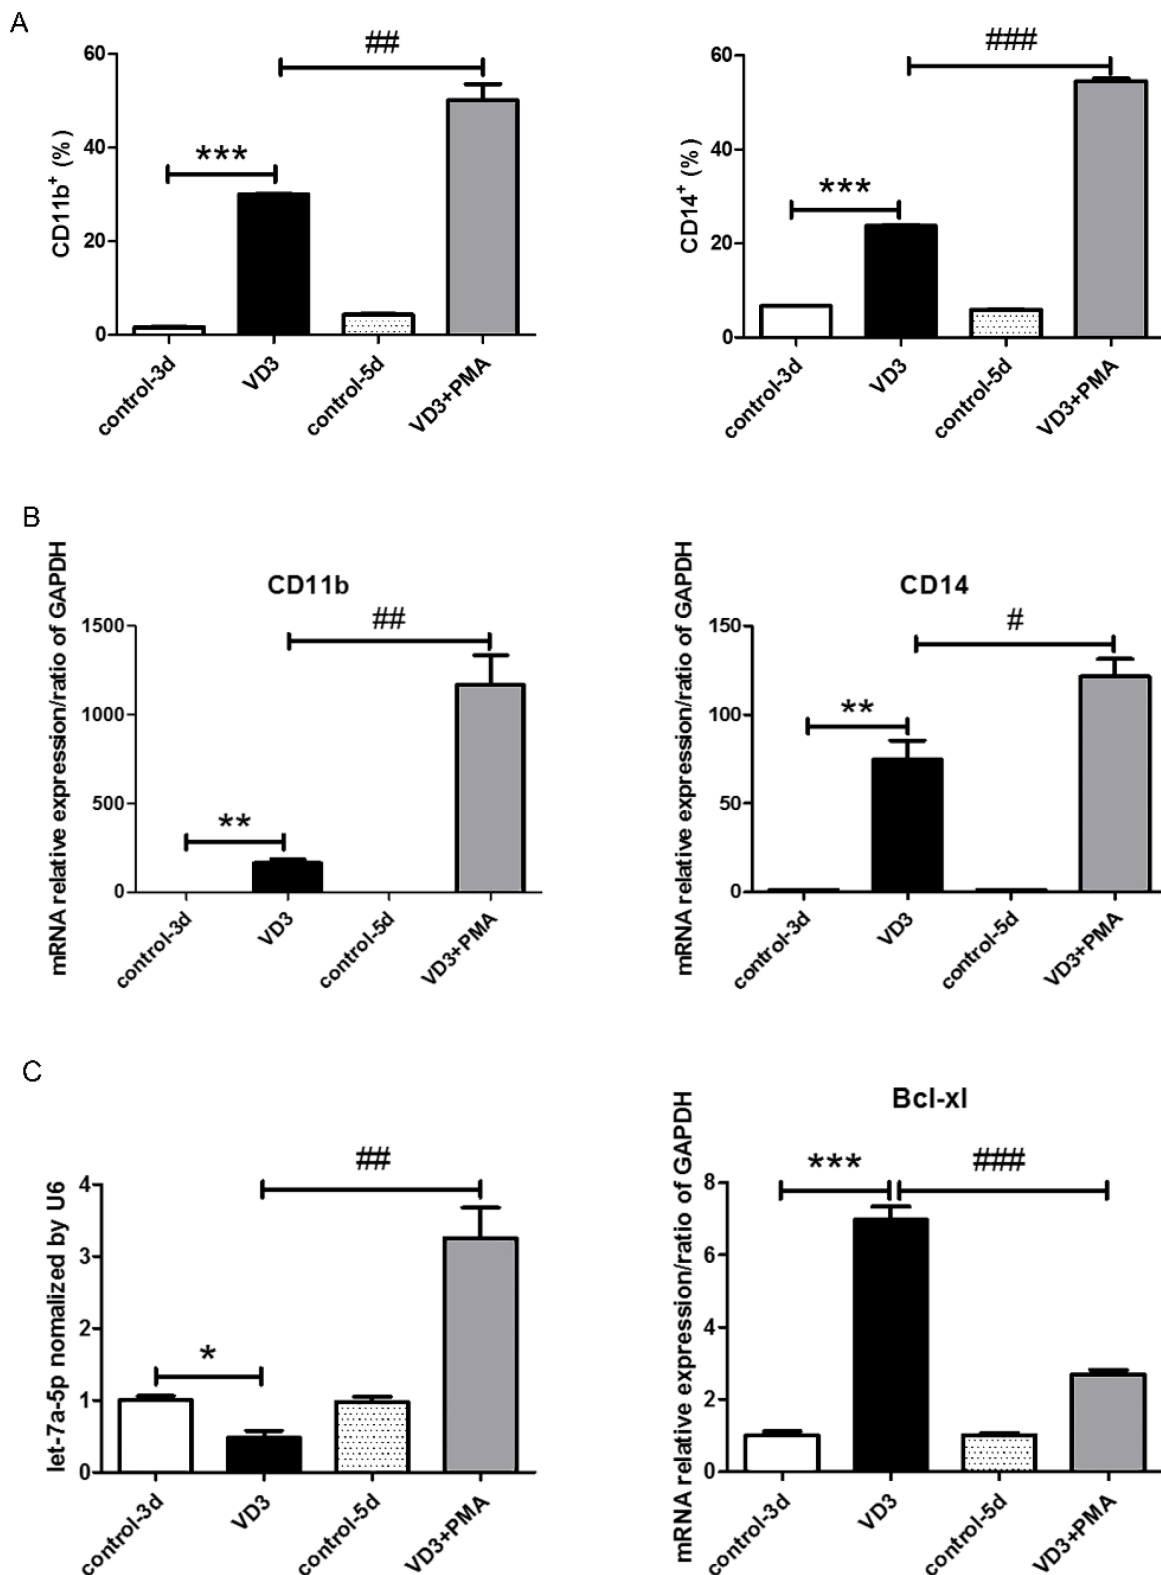 A
CD11b+ (%)
60
40
20
0
***
##
control-3d
VD3
control-5d
VD3+PMA
CD14+ (%)
60
40
20
0
***
###
control-3d
VD3
control-5d
VD3+PMA
B
CD11b
mRNA relative expression/ratio of GAPDH
1500
1000
500
0
**
##
control-3d
VD3
control-5d
VD3+PMA
CD14
mRNA relative expression/ratio of GAPDH
150
100
50
0
**
#
control-3d
VD3
control-5d
VD3+PMA
C
let-7a-5p nomalized by U6
4
3
2
1
0
*
##
control-3d
VD3
control-5d
VD3+PMA
Bcl-xl
mRNA relative expression/ratio of GAPDH
8
6
4
2
0
***
###
control-3d
VD3
control-5d
VD3+PMA